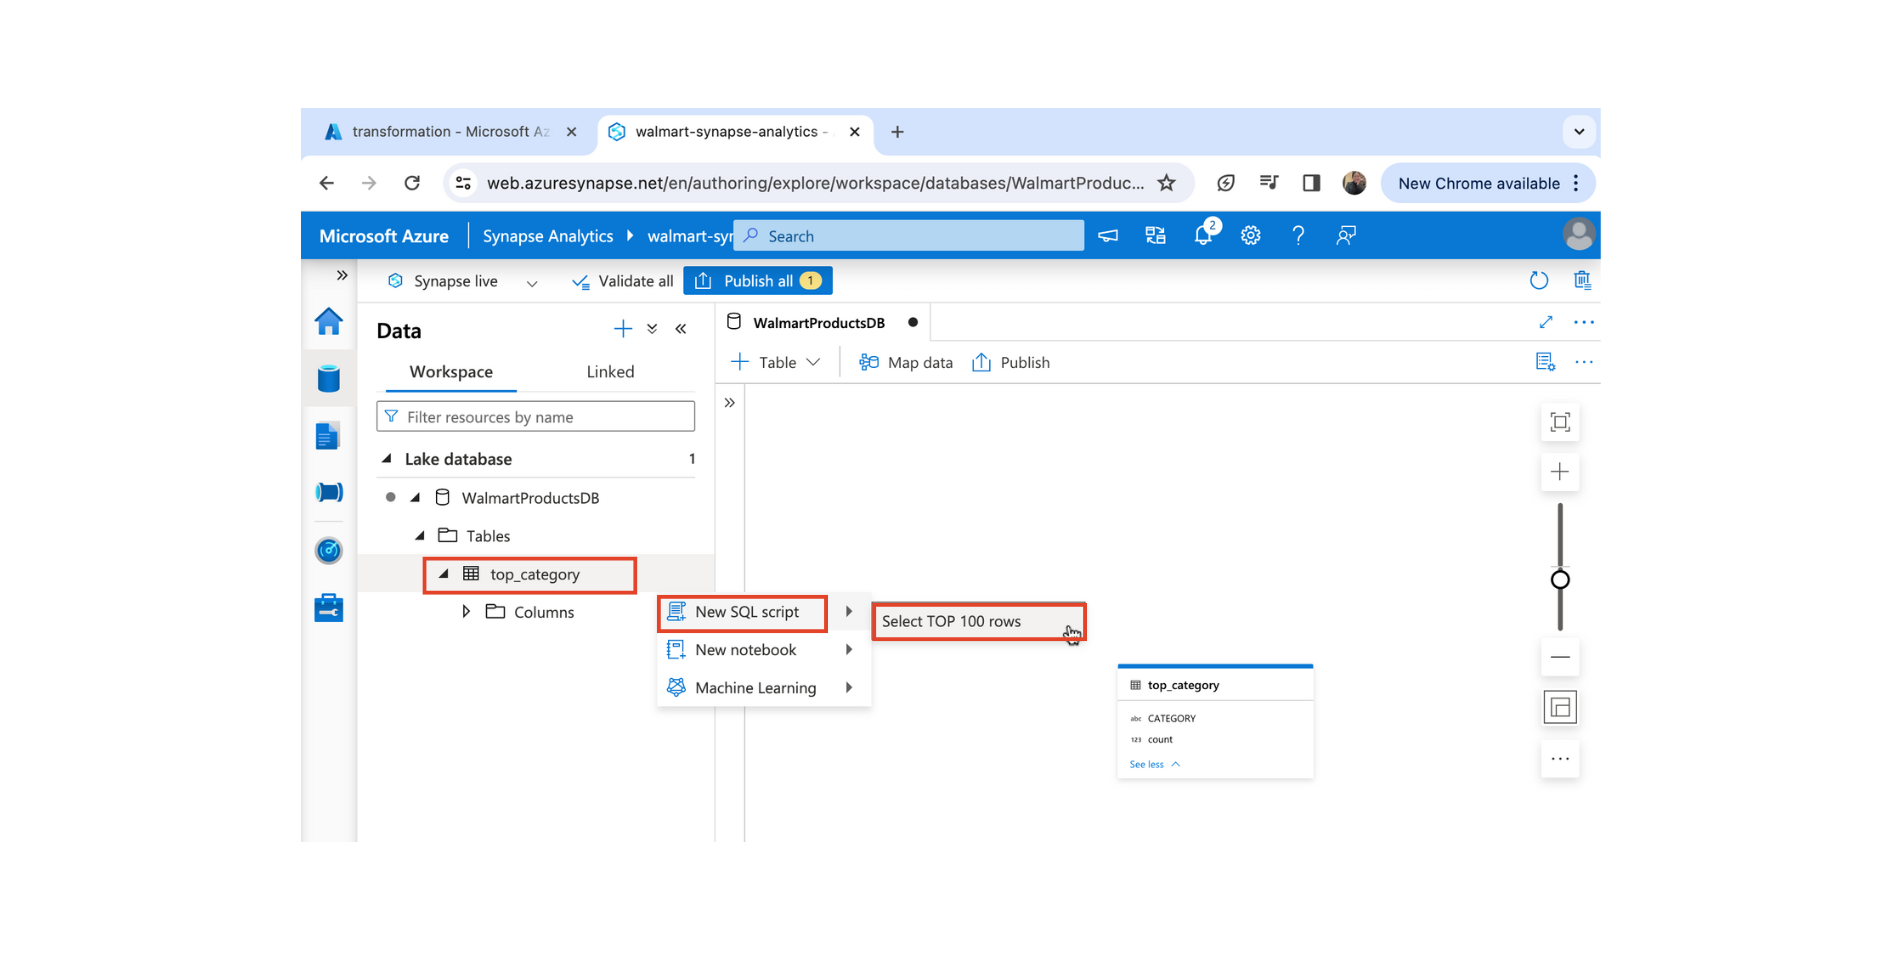 transformation - Microsoft Az
walmart-synapse-analytics -
web.azuresynapse.net/en/authoring/explore/workspace/databases/WalmartProduc...
New Chrome available
Microsoft Azure
Synapse Analytics
walmart-syn
Search
2
Synapse live
Validate all
Publish all 1
Data
Workspace
Linked
Filter resources by name
Lake database 1
WalmartProductsDB
Tables
top_category
Columns
New SQL script
New notebook
Machine Learning
Select TOP 100 rows
WalmartProductsDB
Table
Map data
Publish
top_category
abc CATEGORY
123 count
See less